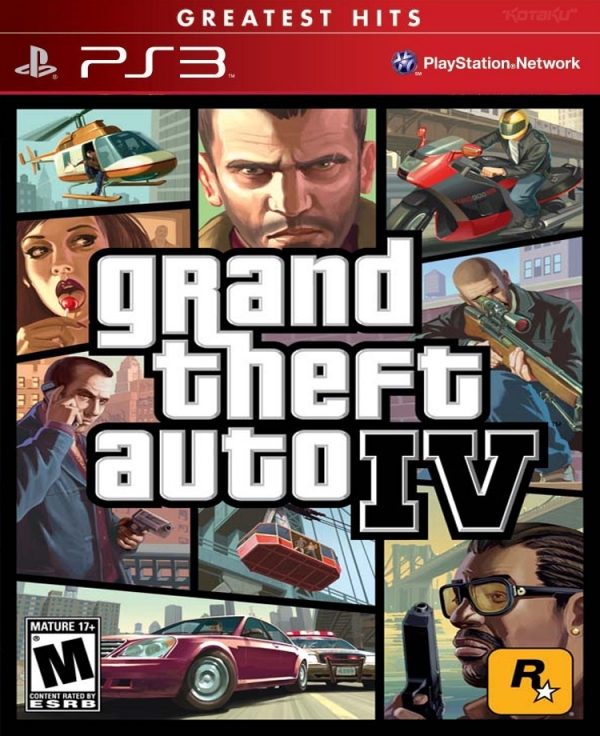 GREATEST HITS
KOTAKU
PS3
PlayStation®Network
grand
theft
auto IV
MATURE 17+
M
CONTENT RATED BY
ESRB
R